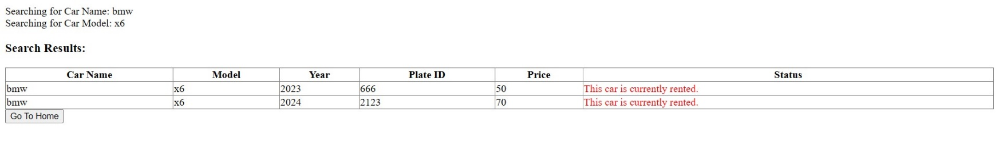 Searching for Car Name: bmw
Searching for Car Model: x6
Search Results:
Car Name Model Year Plate ID Price Status
bmw x6 2023 666 50 This car is currently rented.
bmw x6 2024 2123 70 This car is currently rented.
Go To Home